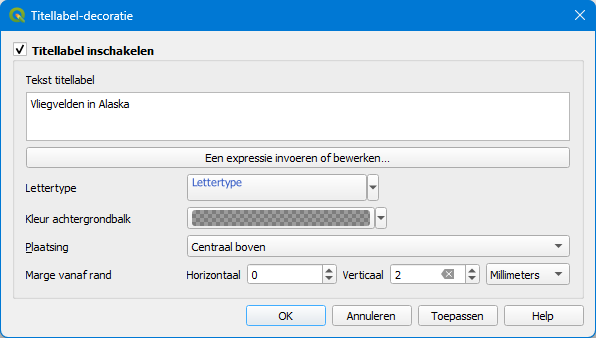 Titellabel-decoratie
Titellabel inschakelen
Tekst titellabel
Vliegvelden in Alaska
Een expressie invoeren of bewerken...
Lettertype Lettertype
Kleur achtergrondbalk
Plaatsing Centraal boven
Marge vanaf rand Horizontaal 0 Verticaal 2 Millimeters
OK Annuleren Toepassen Help